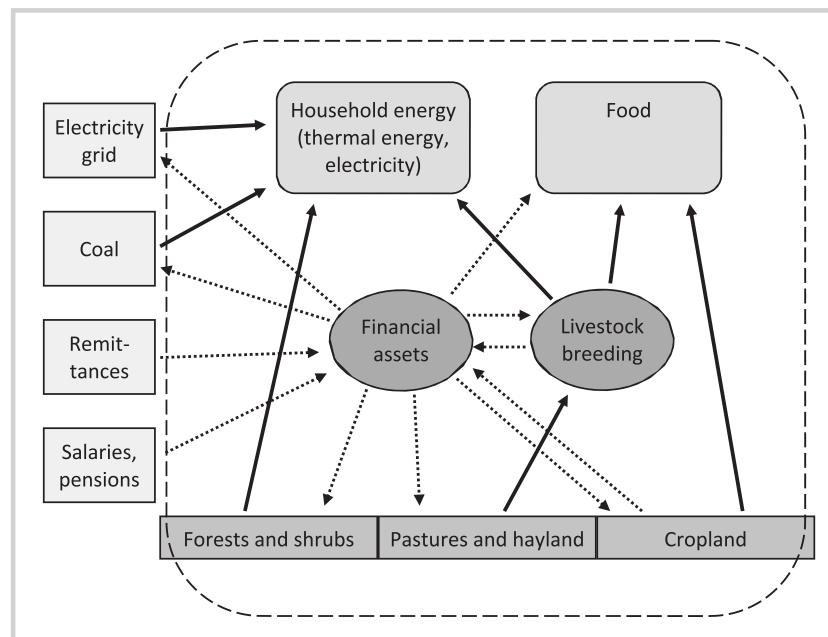 Electricity
grid
Coal
Remit-
tances
Salaries,
pensions
Household energy
(thermal energy,
electricity)
Food
Financial
assets
Livestock
breeding
Forests and shrubs
Pastures and hayland
Cropland